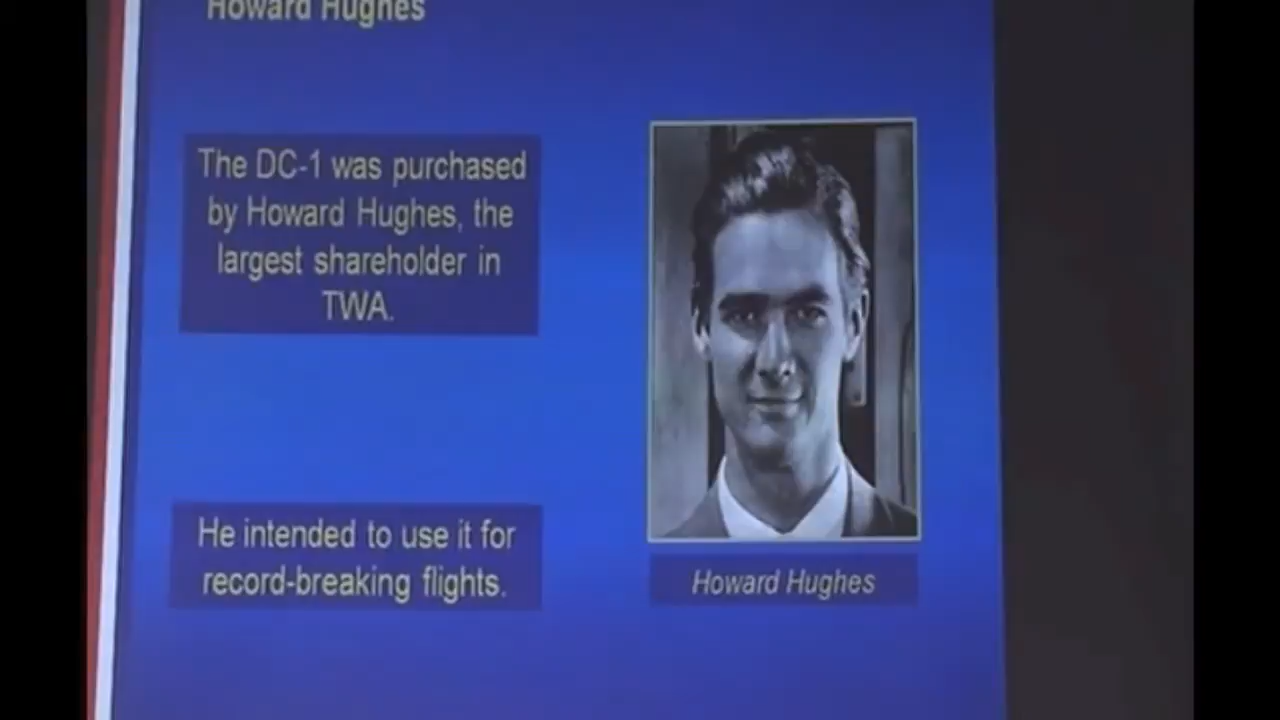 Howard Hughes
The DC-1 was purchased
by Howard Hughes, the
largest shareholder in
TWA.
He intended to use it for
record-breaking flights.
Howard Hughes